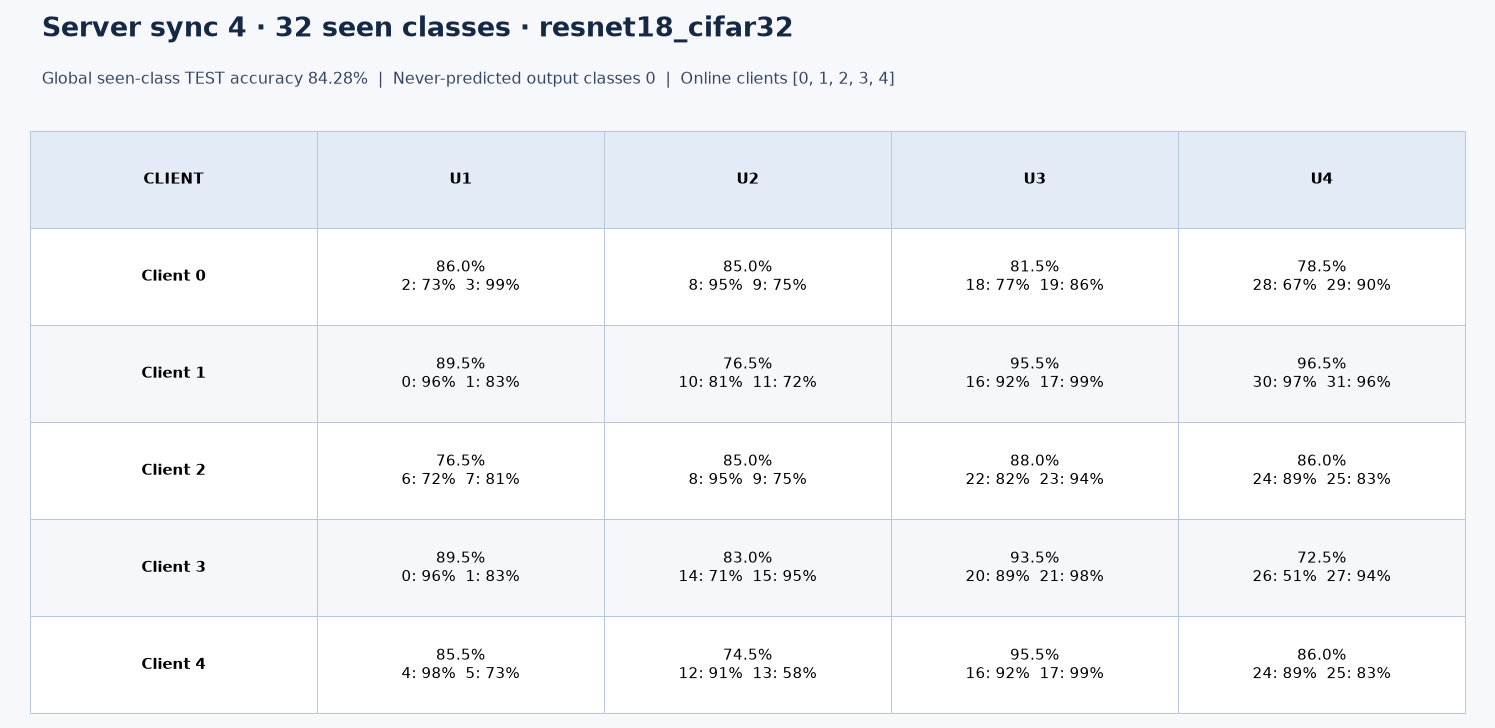 Server sync 4 · 32 seen classes · resnet18_cifar32
Global seen-class TEST accuracy 84.28%  |  Never-predicted output classes 0  |  Online clients [0, 1, 2, 3, 4]
CLIENT U1 U2 U3 U4
86.0% 85.0% 81.5% 78.5%
Client 0
2: 73%  3: 99% 8: 95%  9: 75% 18: 77%  19: 86% 28: 67%  29: 90%
89.5% 76.5% 95.5% 96.5%
Client 1
0: 96%  1: 83% 10: 81%  11: 72% 16: 92%  17: 99% 30: 97%  31: 96%
76.5% 85.0% 88.0% 86.0%
Client 2
6: 72%  7: 81% 8: 95%  9: 75% 22: 82%  23: 94% 24: 89%  25: 83%
89.5% 83.0% 93.5% 72.5%
Client 3
0: 96%  1: 83% 14: 71%  15: 95% 20: 89%  21: 98% 26: 51%  27: 94%
85.5% 74.5% 95.5% 86.0%
Client 4
4: 98%  5: 73% 12: 91%  13: 58% 16: 92%  17: 99% 24: 89%  25: 83%